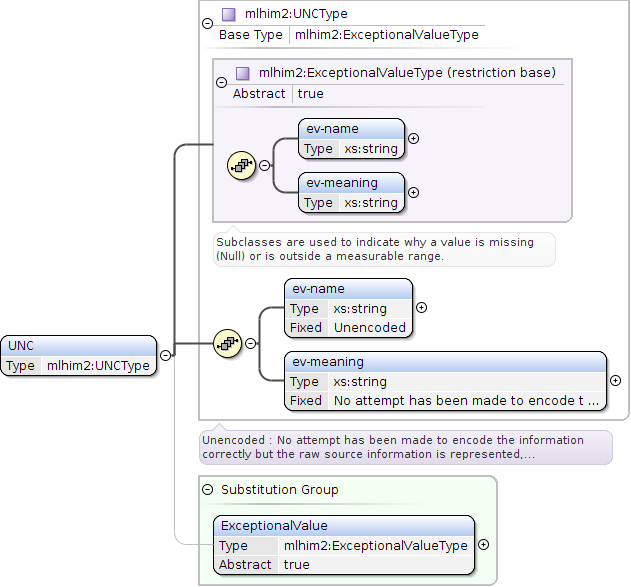 mlhim2:UNCType
Base Type mlhim2:ExceptionalValueType
mlhim2:ExceptionalValueType (restriction base)
Abstract true
ev-name
Type xs:string
ev-meaning
Type xs:string
Subclasses are used to indicate why a value is missing
(Null) or is outside a measurable range.
ev-name
Type xs:string
Fixed Unencoded
UNC
Type mlhim2:UNCType
ev-meaning
Type xs:string
Fixed No attempt has been made to encode t ...
Unencoded : No attempt has been made to encode the information
correctly but the raw source information is represented,...
Substitution Group
ExceptionalValue
Type mlhim2:ExceptionalValueType
Abstract true